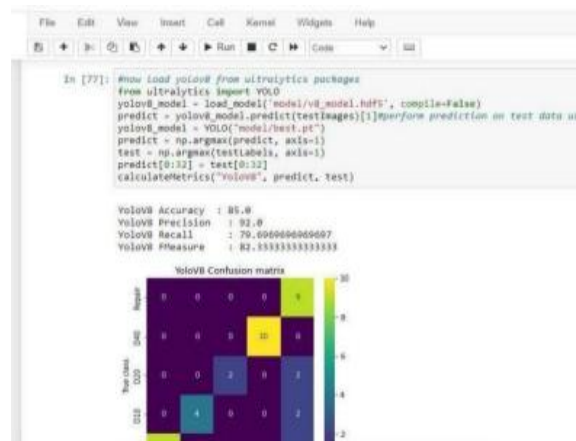 File Edit View Insert Cell Kernel Widgets Help
Run Code
In [77]: #now load yolov8 from ultralytics packages
from ultralytics import YOLO
yolov8_model = load_model('model/v8_model.hdf5', compile=False)
predict = yolov8_model.predict(testImages)[1]#perform prediction on test data u
yolov8_model = YOLO("model/best.pt")
predict = np.argmax(predict, axis=1)
test = np.argmax(testLabels, axis=1)
predict[0:32] = test[0:32]
calculateMetrics("YoloV8", predict, test)
YoloV8 Accuracy : 85.0
YoloV8 Precision : 92.0
YoloV8 Recall : 79.6969696969697
YoloV8 FMeasure : 82.33333333333333
YoloV8 Confusion matrix
Repair 0 0 0 0 9
D40 0 0 0 10 0
D20 0 0 2 0 2
D10 0 4 0 0 2
True class
10
8
6
4
2